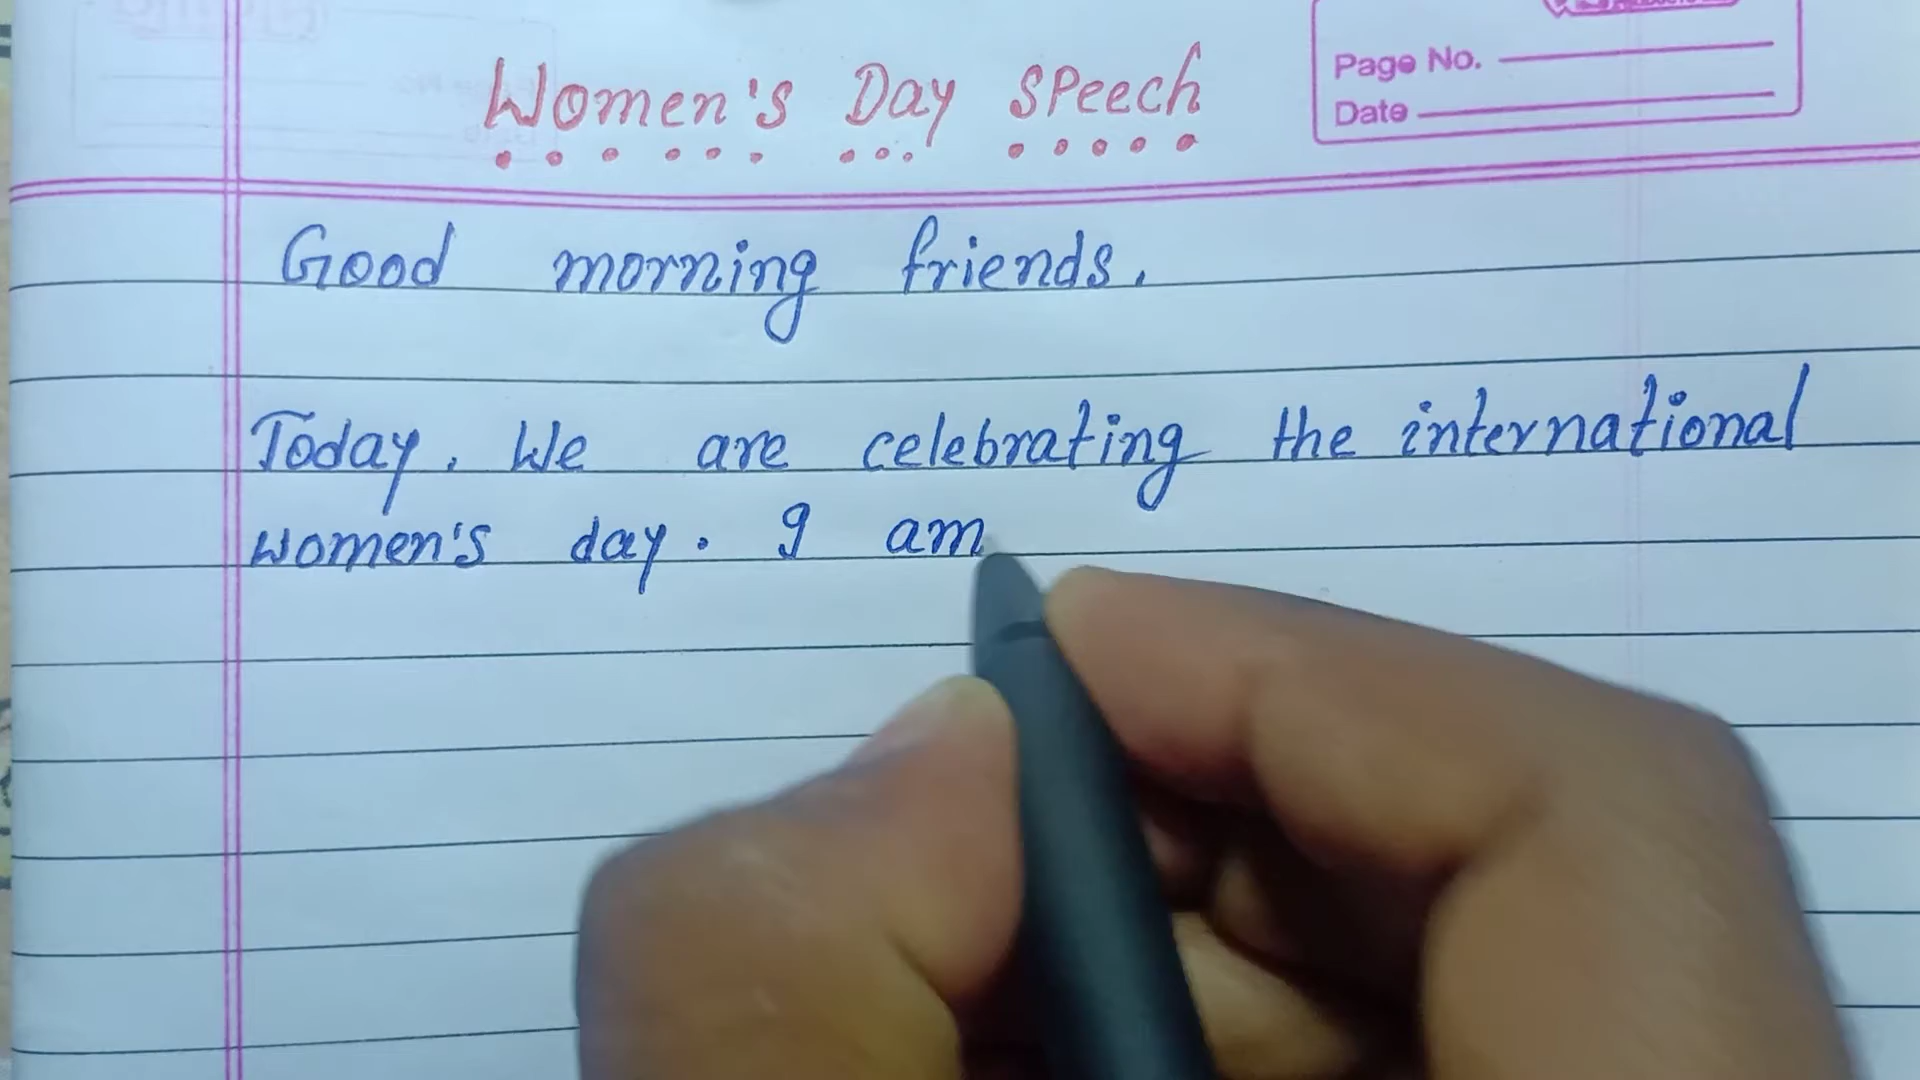 Women's Day SPeech
Page No.
Date
Good morning friends.
Today, We are celebrating the international
women's day. I am